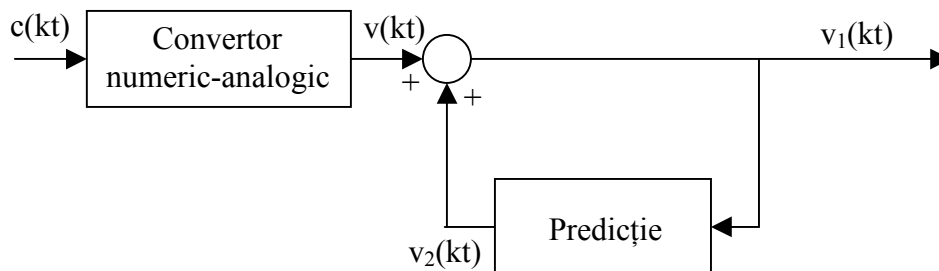 c(kt)
Convertor
numeric-analogic
v(kt)
+
+
v₁(kt)
Predicție
v₂(kt)